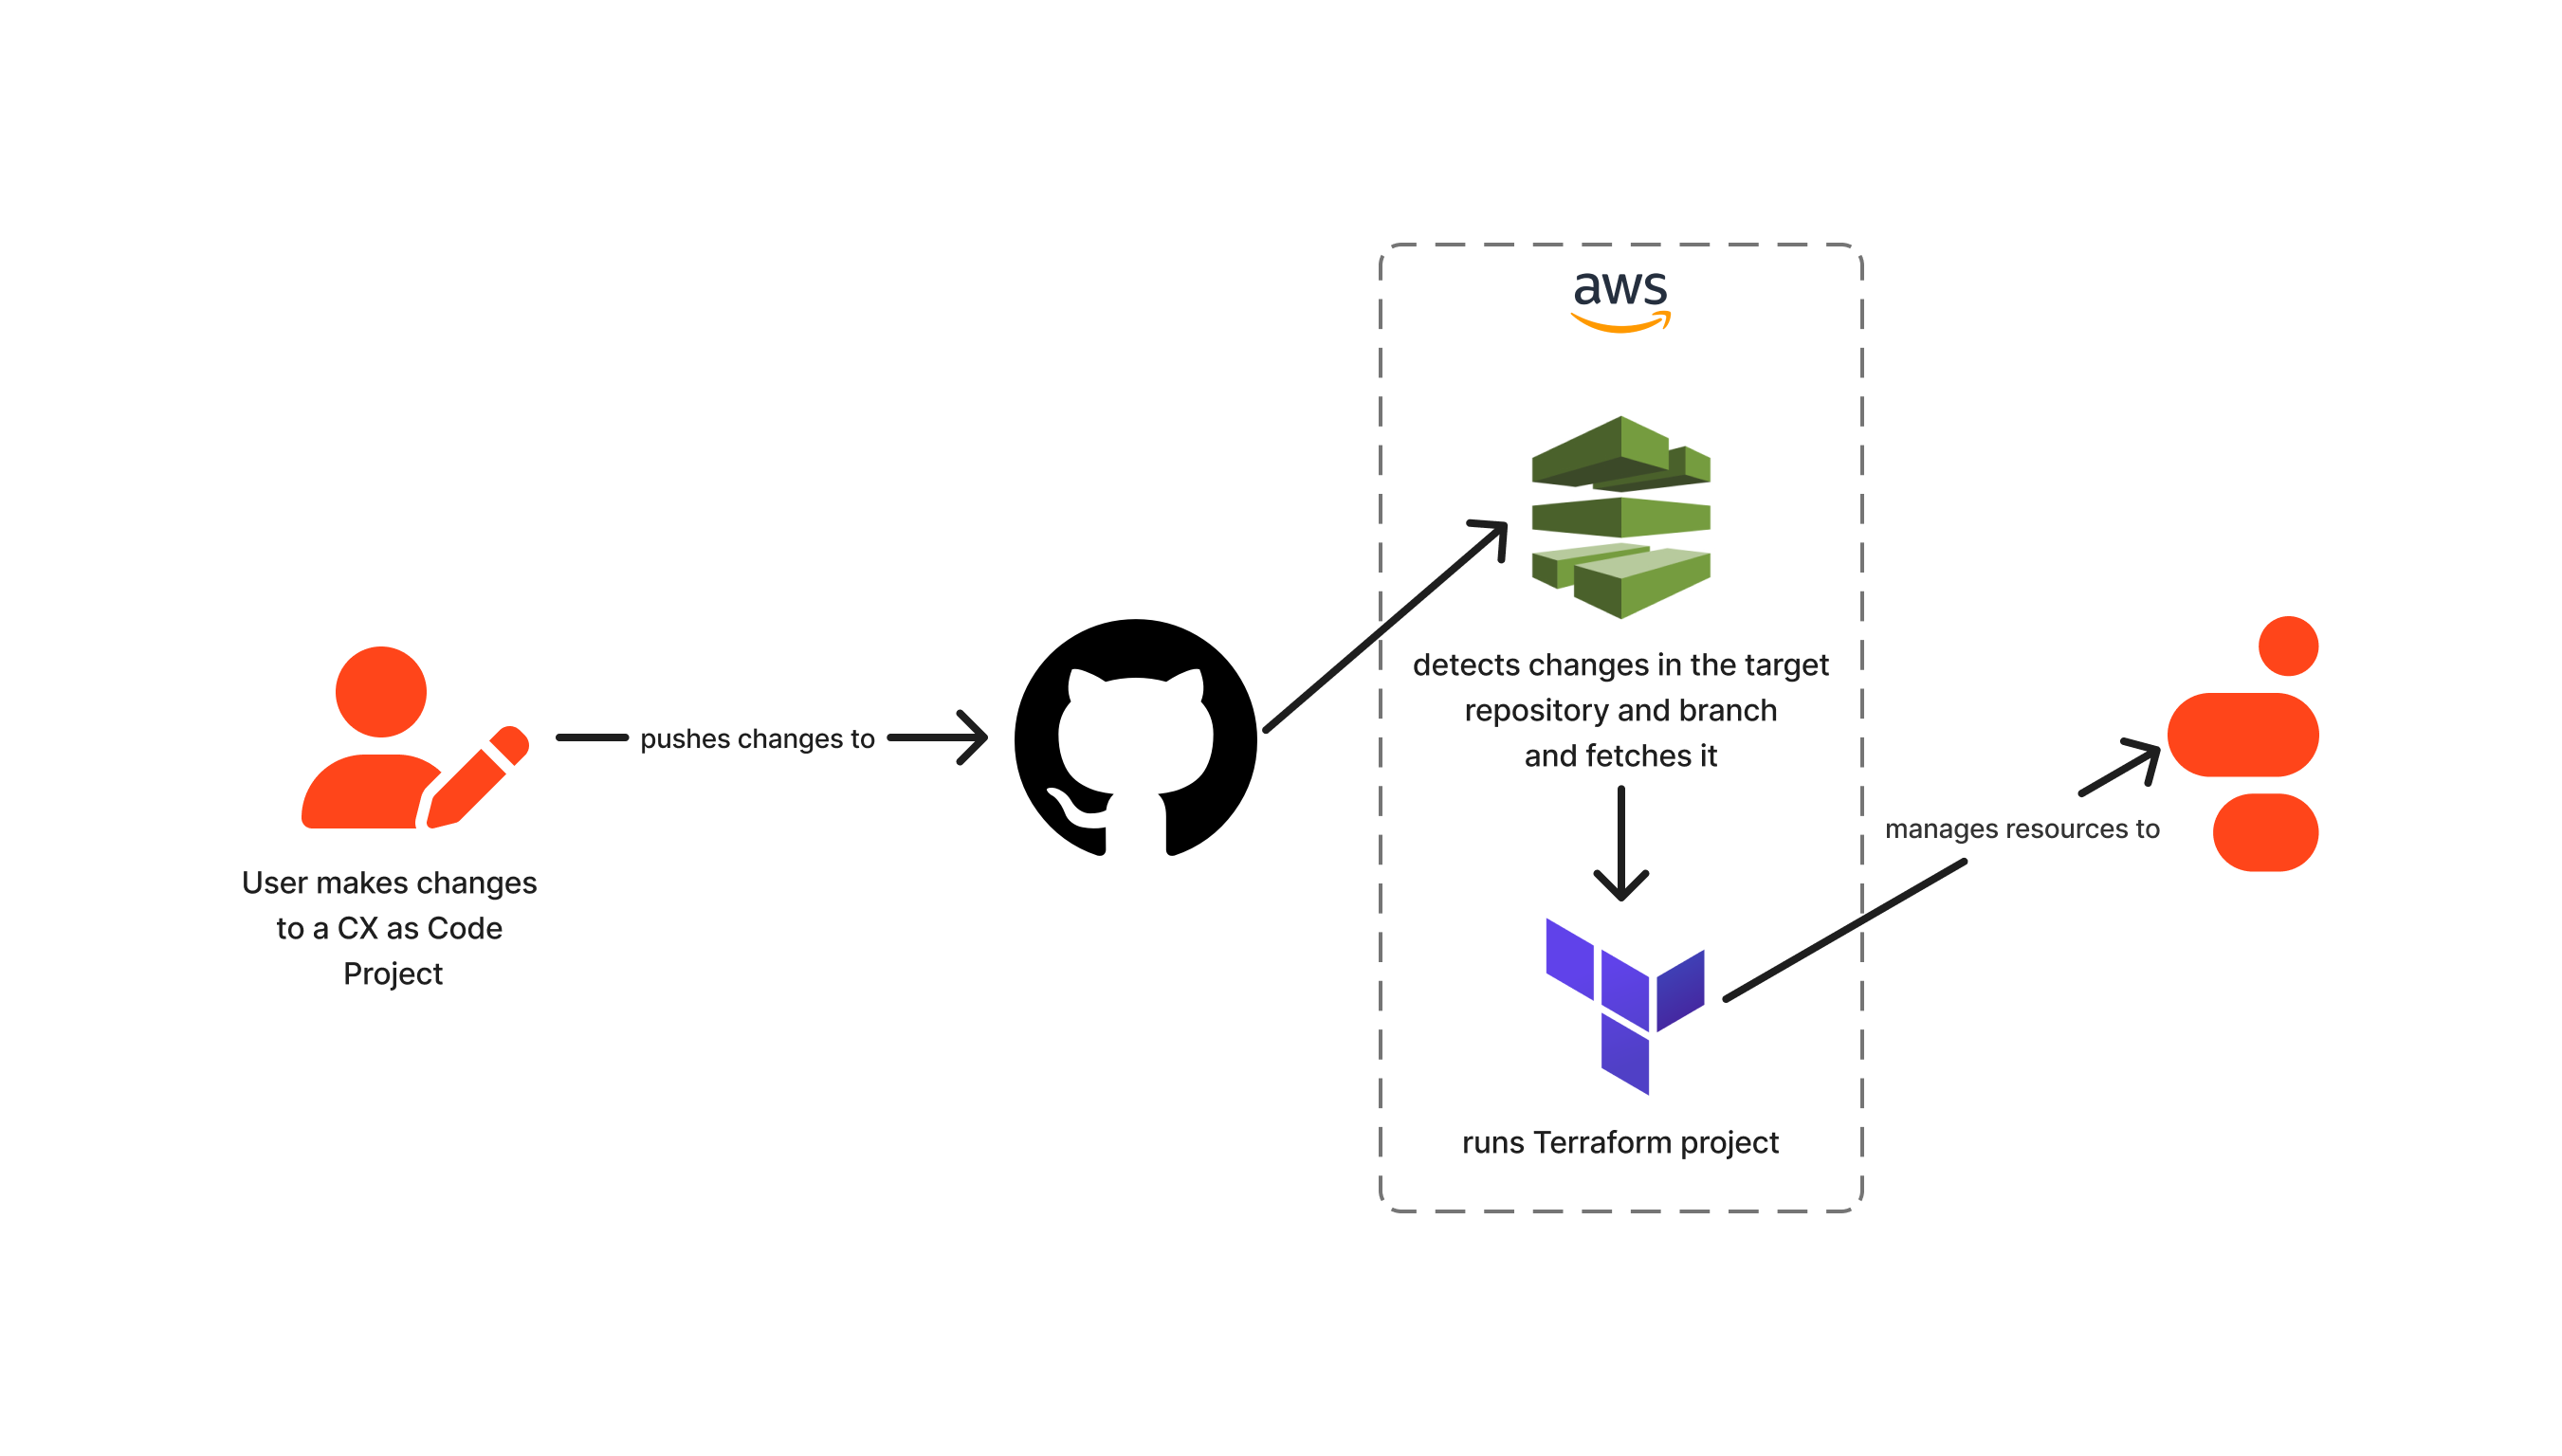 aws
User makes changes
to a CX as Code
Project
pushes changes to
detects changes in the target
repository and branch
and fetches it
runs Terraform project
manages resources to